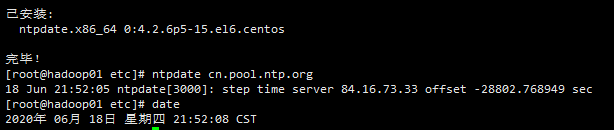 已安装:
  ntpdate.x86_64 0:4.2.6p5-15.el6.centos
完毕！
[root@hadoop01 etc]# ntpdate cn.pool.ntp.org
18 Jun 21:52:05 ntpdate[3000]: step time server 84.16.73.33 offset -28802.768949 sec
[root@hadoop01 etc]# date
2020年 06月 18日 星期四 21:52:08 CST